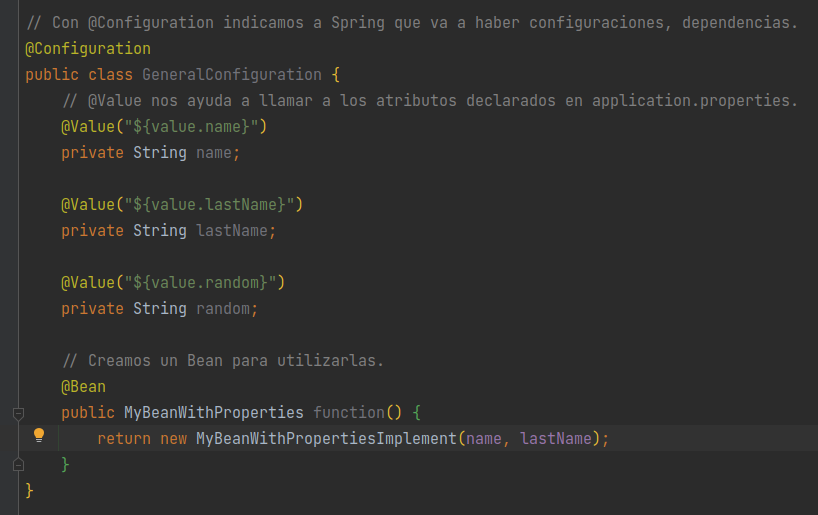 // Con @Configuration indicamos a Spring que va a haber configuraciones, dependencias.
@Configuration
public class GeneralConfiguration {
// @Value nos ayuda a llamar a los atributos declarados en application.properties.
@Value("${value.name}")
private String name;
@Value("${value.lastName}")
private String lastName;
@Value("${value.random}")
private String random;
// Creamos un Bean para utilizarlas.
@Bean
public MyBeanWithProperties function() {
return new MyBeanWithPropertiesImplement(name, lastName);
}
}